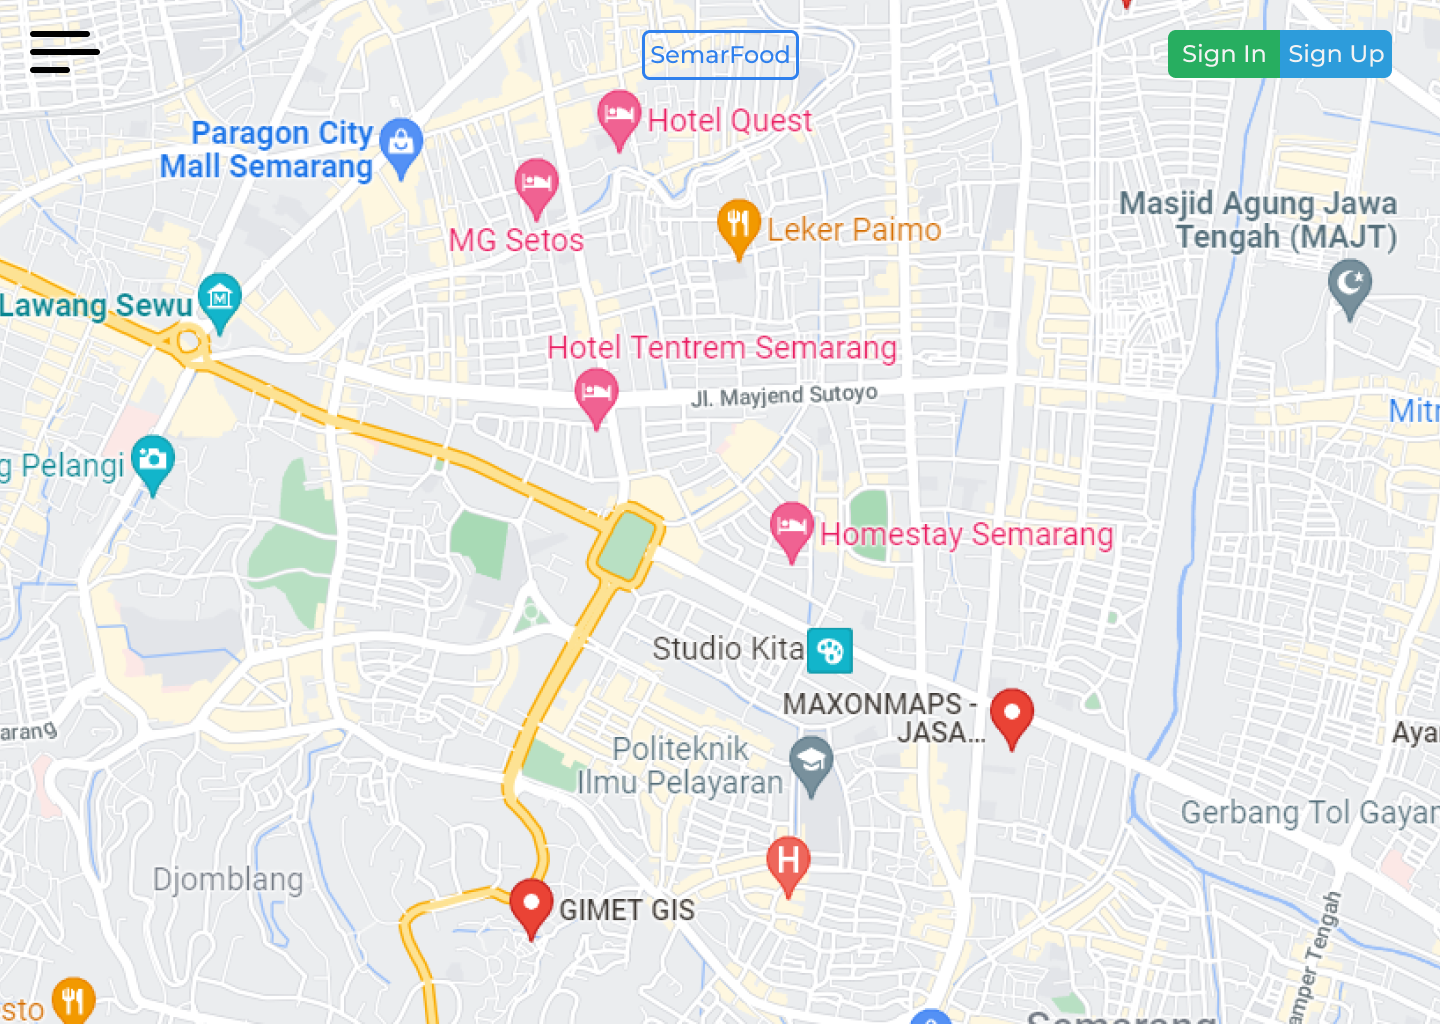 SemarFood
Sign In
Sign Up
Hotel Quest
Paragon City
Mall Semarang
MG Setos
Leker Paimo
Masjid Agung Jawa
Tengah (MAJT)
Lawang Sewu
Hotel Tentrem Semarang
Jl. Mayjend Sutoyo
Mitr
g Pelangi
Homestay Semarang
Studio Kita
MAXONMAPS -
JASA...
arang
Aya
Politeknik
Ilmu Pelayaran
Gerbang Tol Gayam
H
Djomblang
GIMET GIS
amper Tengah
sto
Semarang